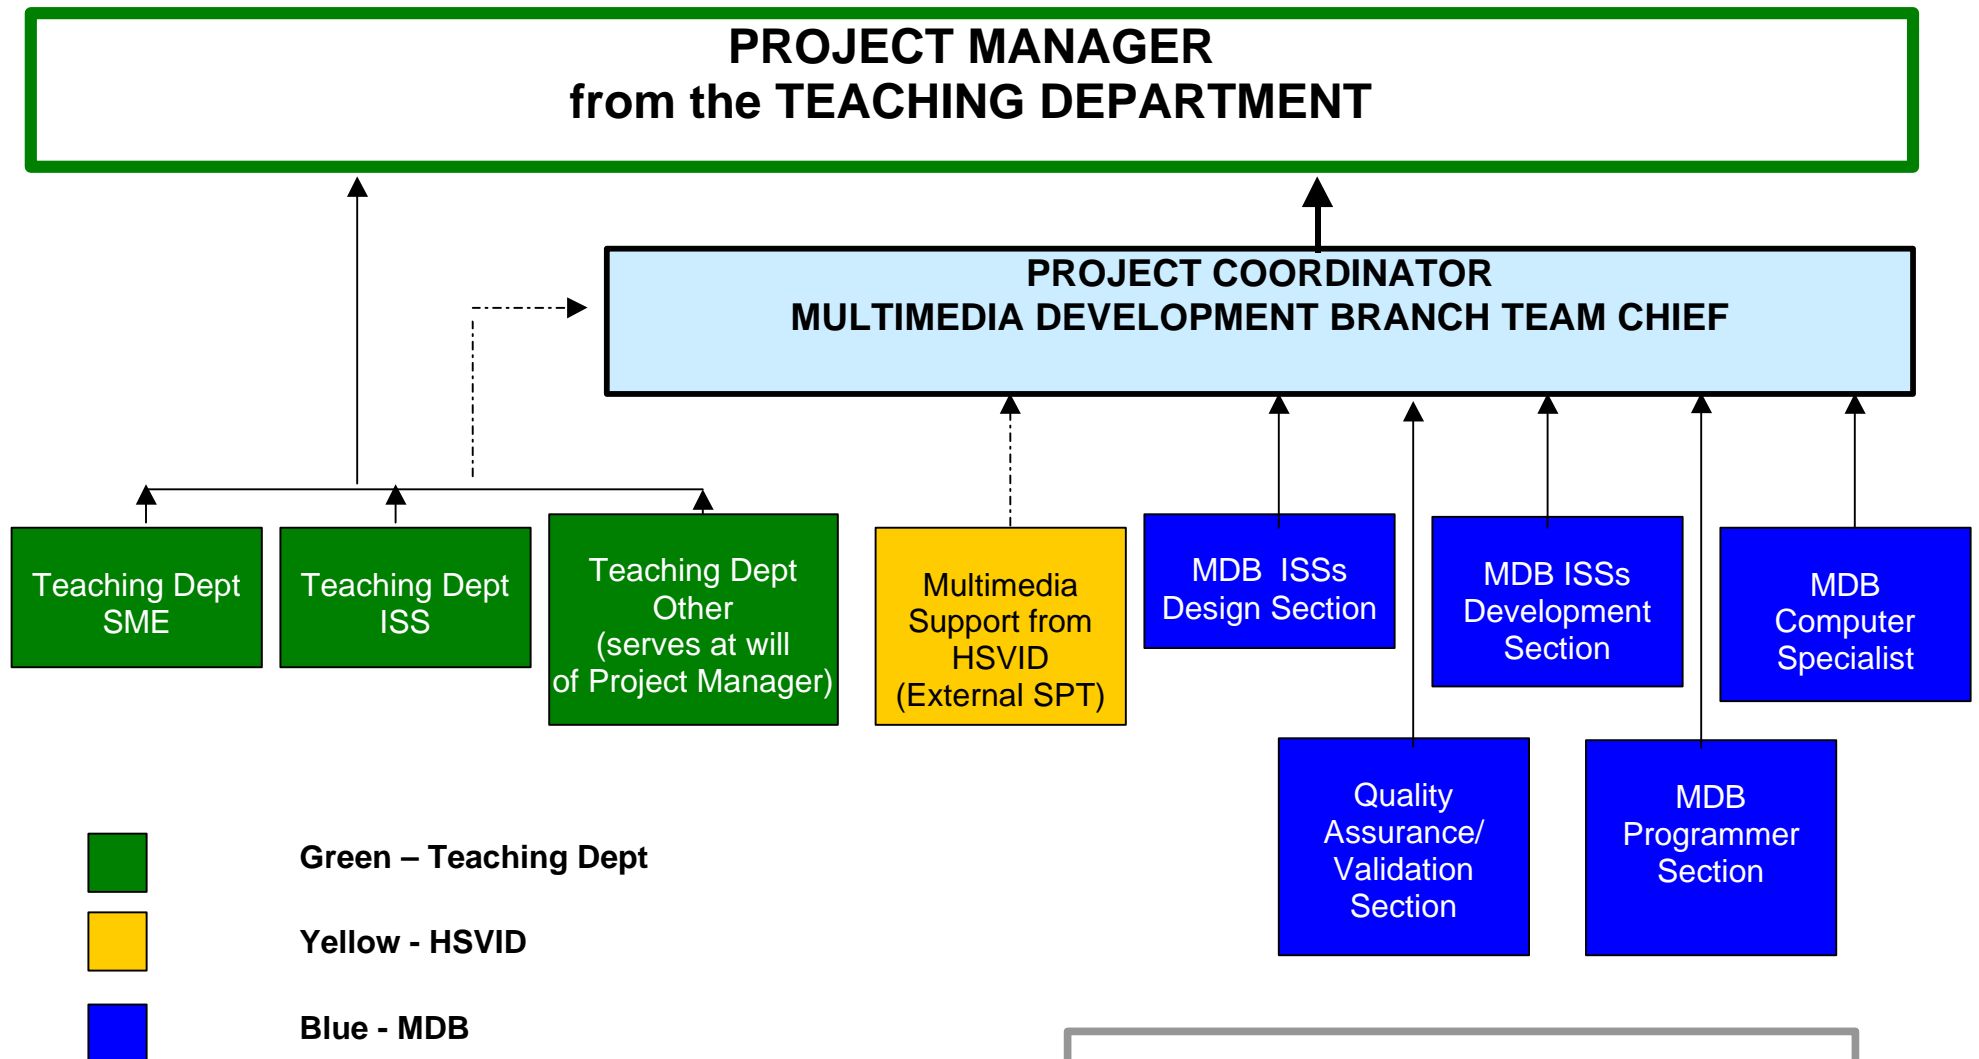 PROJECT MANAGER
from the TEACHING DEPARTMENT
PROJECT COORDINATOR
MULTIMEDIA DEVELOPMENT BRANCH TEAM CHIEF
Teaching Dept
SME
Teaching Dept
ISS
Teaching Dept
Other
(serves at will
of Project Manager)
Multimedia
Support from
HSVID
(External SPT)
MDB  ISSs
Design Section
MDB ISSs
Development
Section
MDB
Computer
Specialist
Quality
Assurance/
Validation
Section
MDB
Programmer
Section
Green – Teaching Dept
Yellow - HSVID
Blue - MDB